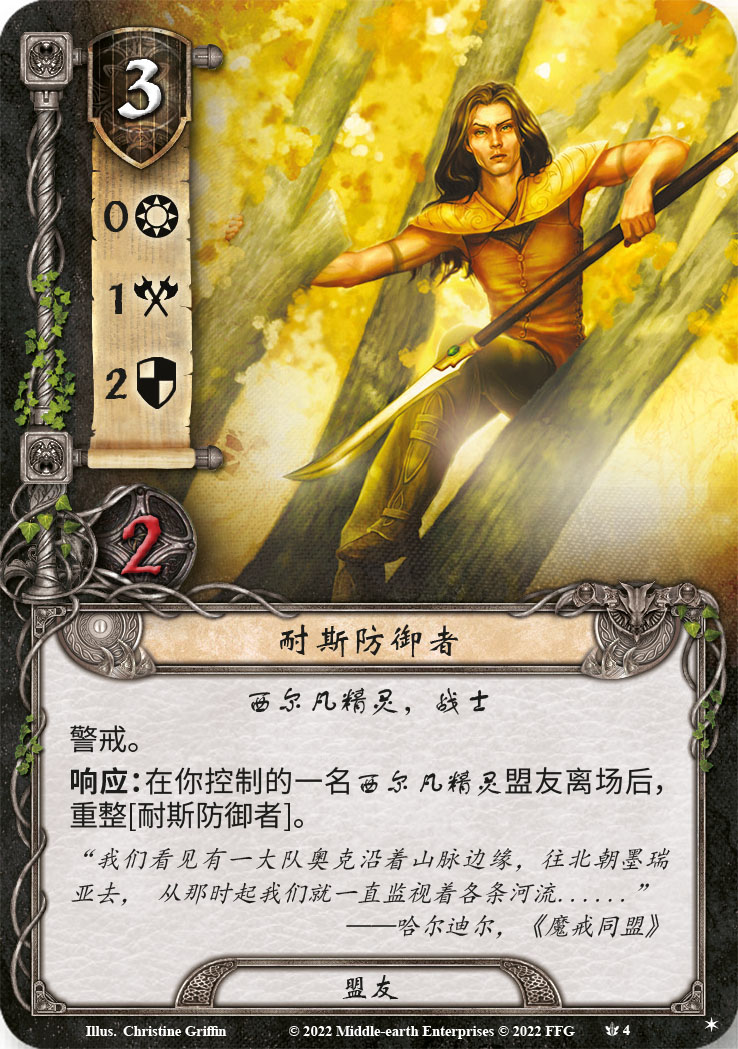 3
0
1
2
2
耐斯防御者
西尔凡精灵，战士
警戒。
响应：在你控制的一名西尔凡精灵盟友离场后，
重整[耐斯防御者]。
“我们看见有一大队奥克沿着山脉边缘，往北朝墨瑞
亚去， 从那时起我们就一直监视着各条河流......”
——哈尔迪尔，《魔戒同盟》
盟友
Illus. Christine Griffin © 2022 Middle-earth Enterprises © 2022 FFG 4